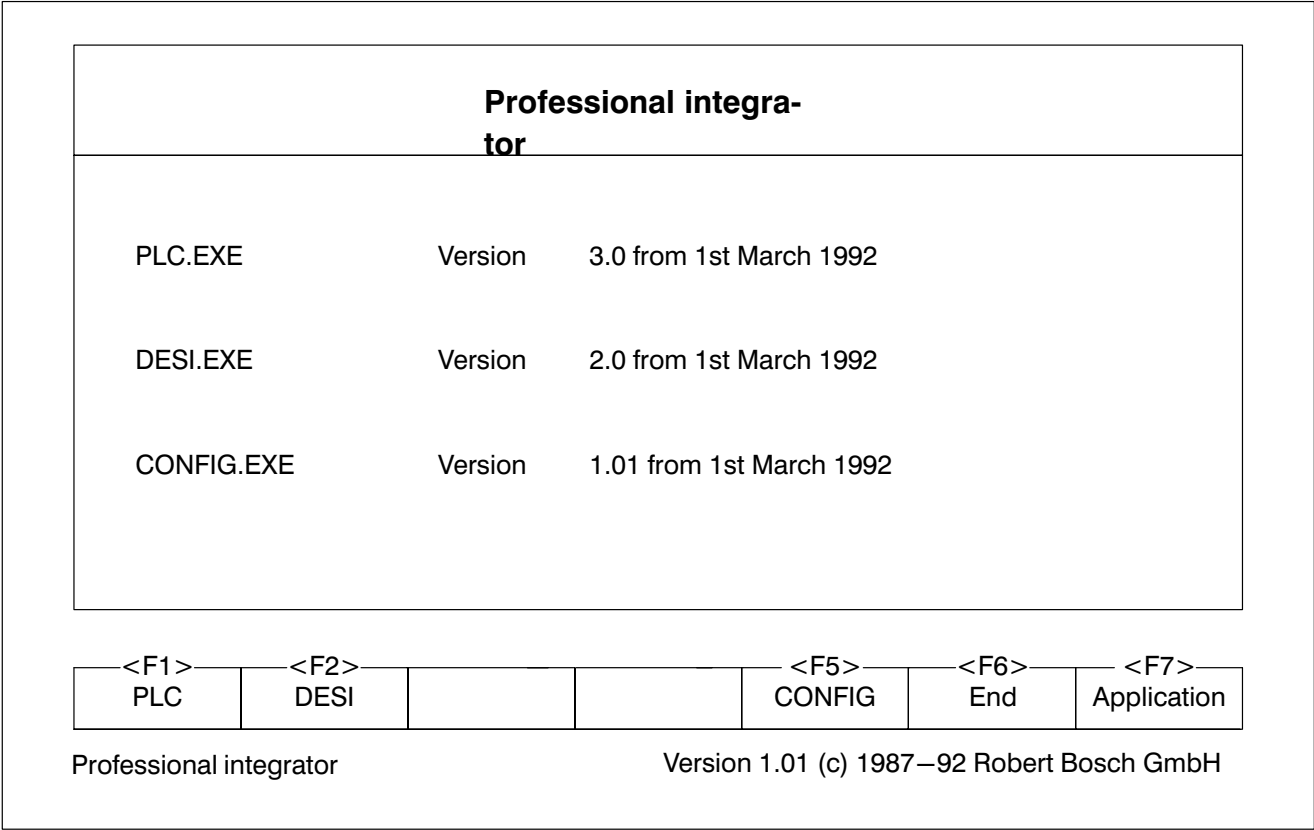 Professional integra-
tor
PLC.EXE Version 3.0 from 1st March 1992
DESI.EXE Version 2.0 from 1st March 1992
CONFIG.EXE Version 1.01 from 1st March 1992
<F1> <F2> <F5> <F6> <F7>
PLC DESI CONFIG End Application
Professional integrator Version 1.01 (c) 1987–92 Robert Bosch GmbH